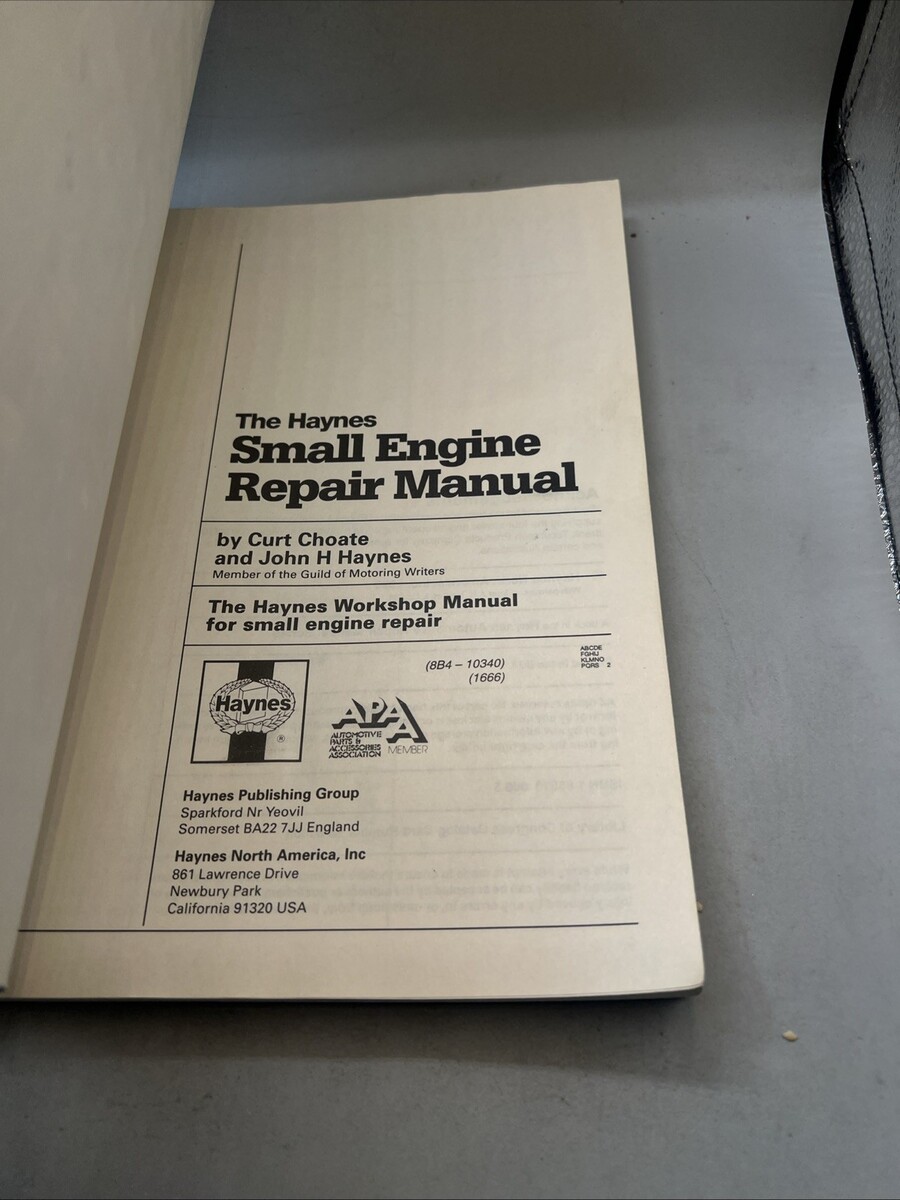 The Haynes
Small Engine
Repair Manual
by Curt Choate
and John H Haynes
Member of the Guild of Motoring Writers
The Haynes Workshop Manual
for small engine repair
(8B4 – 10340)
(1666)
ABCDE
FGHIJ
KLMNO
PQRS 2
Haynes
®
APAA
AUTOMOTIVE
PARTS &
ACCESSORIES
ASSOCIATION
MEMBER
Haynes Publishing Group
Sparkford Nr Yeovil
Somerset BA22 7JJ England
Haynes North America, Inc
861 Lawrence Drive
Newbury Park
California 91320 USA